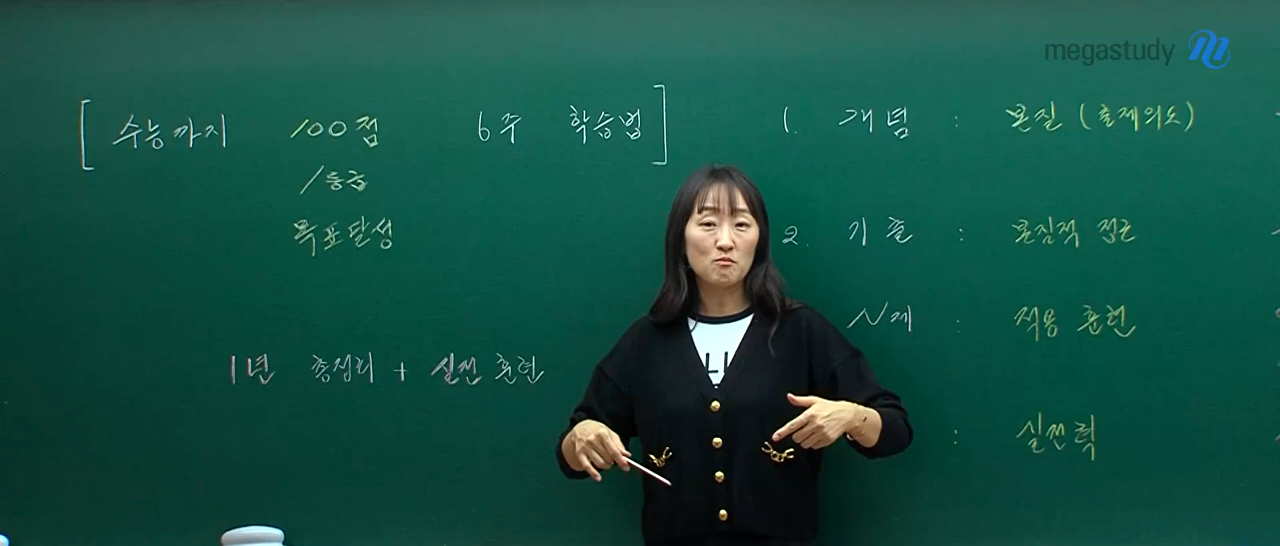 megastudy
[ 수능까지 100점 6주 학습법 ]
1등급
목표달성
1년 총정리 + 실전 훈련
1. 개념 : 본질 (출제의도)
2. 기출 : 본질적 접근
N제 : 적용 훈련
: 실전력